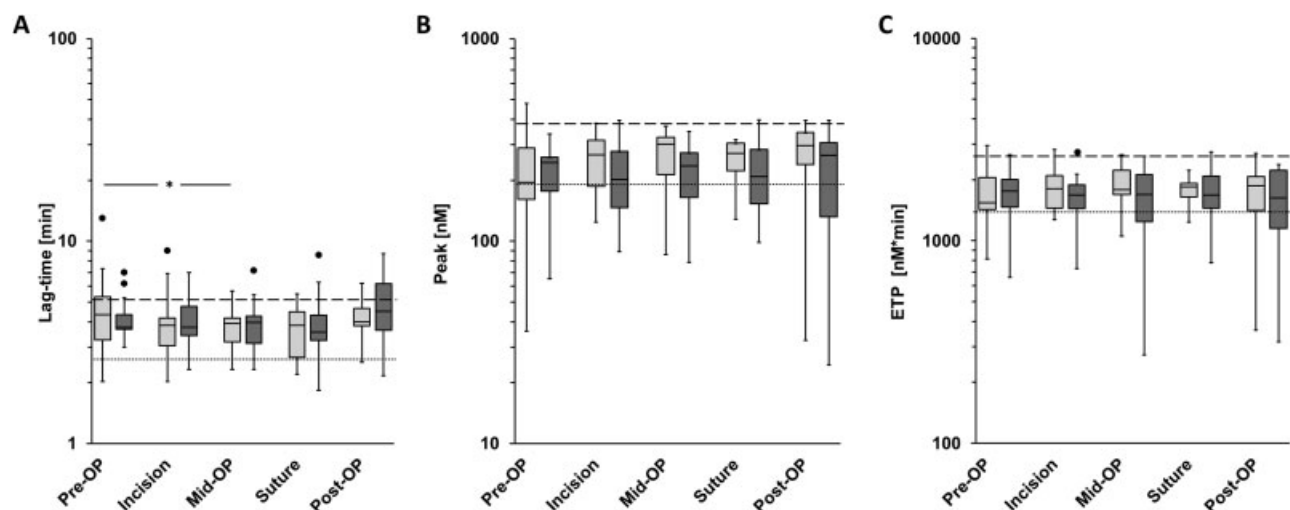 A
100
10
1
Lag-time [min]
*
Pre-OP
Incision
Mid-OP
Suture
Post-OP
B
1000
100
10
Peak [nM]
Pre-OP
Incision
Mid-OP
Suture
Post-OP
C
10000
1000
100
ETP [nM*min]
Pre-OP
Incision
Mid-OP
Suture
Post-OP